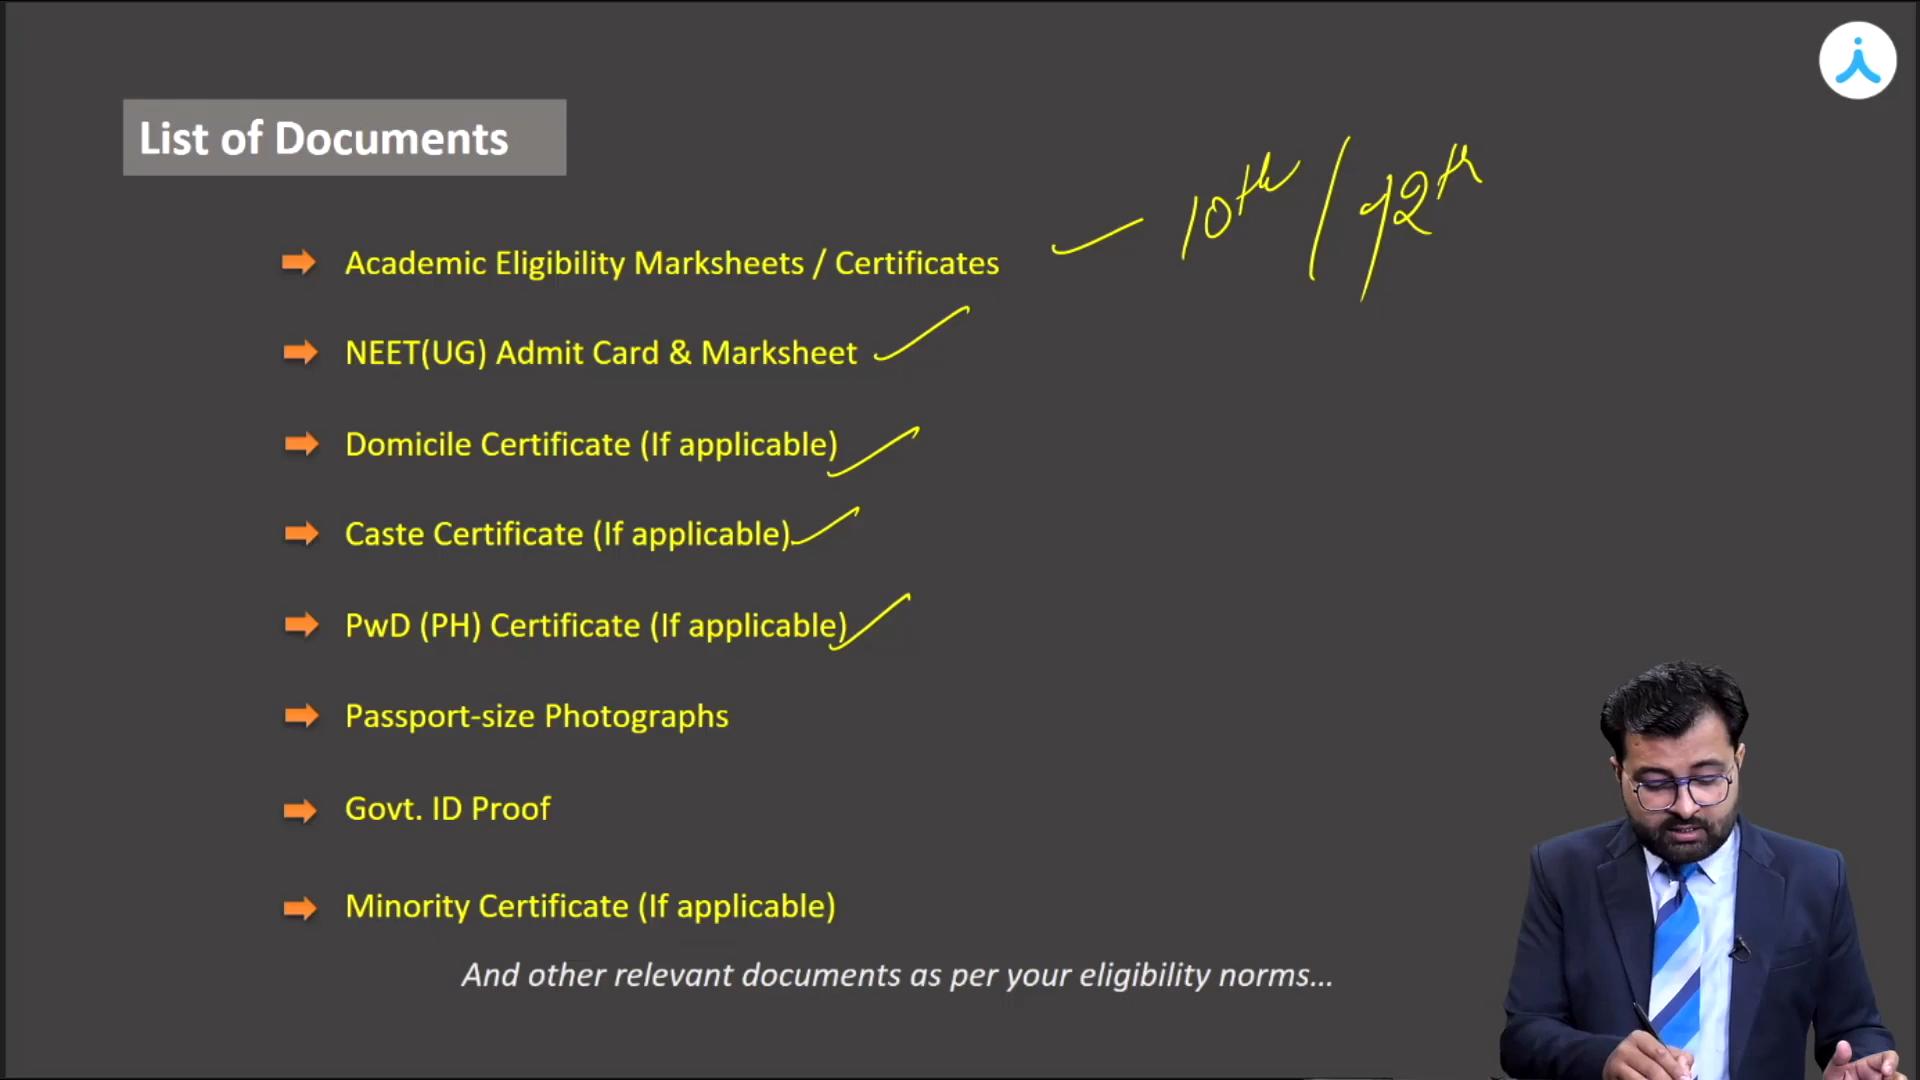 List of Documents
Academic Eligibility Marksheets / Certificates 10th / 12th
NEET(UG) Admit Card & Marksheet
Domicile Certificate (If applicable)
Caste Certificate (If applicable)
PwD (PH) Certificate (If applicable)
Passport-size Photographs
Govt. ID Proof
Minority Certificate (If applicable)
And other relevant documents as per your eligibility norms...